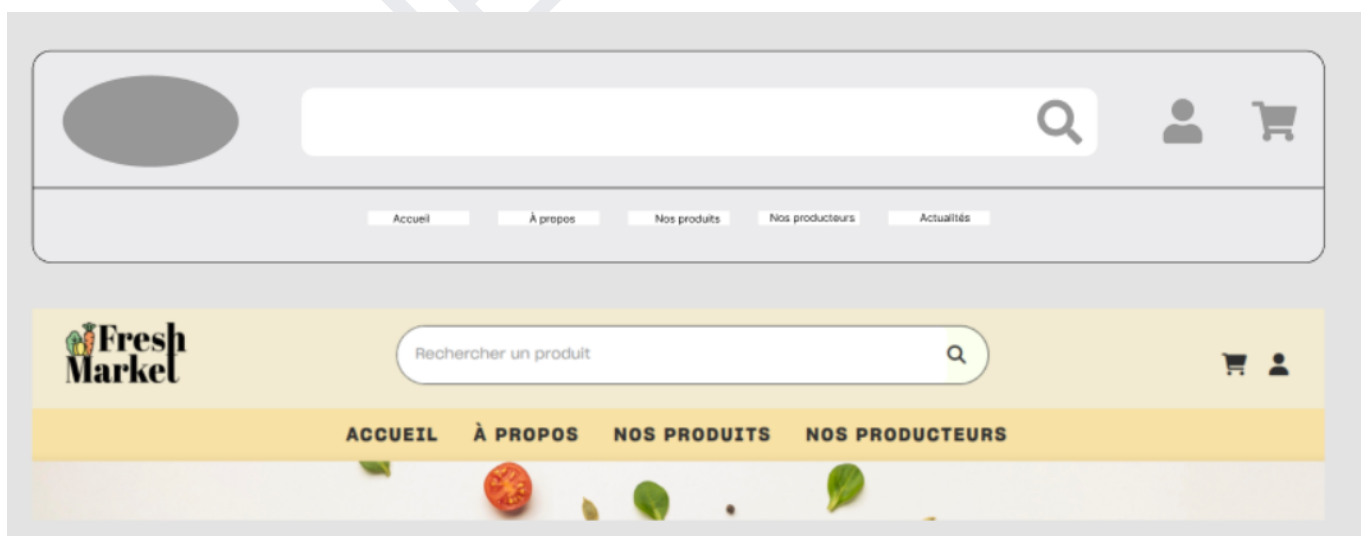 Accueil À propos Nos produits Nos producteurs Actualités
Fresh
Market
Rechercher un produit
ACCUEIL À PROPOS NOS PRODUITS NOS PRODUCTEURS